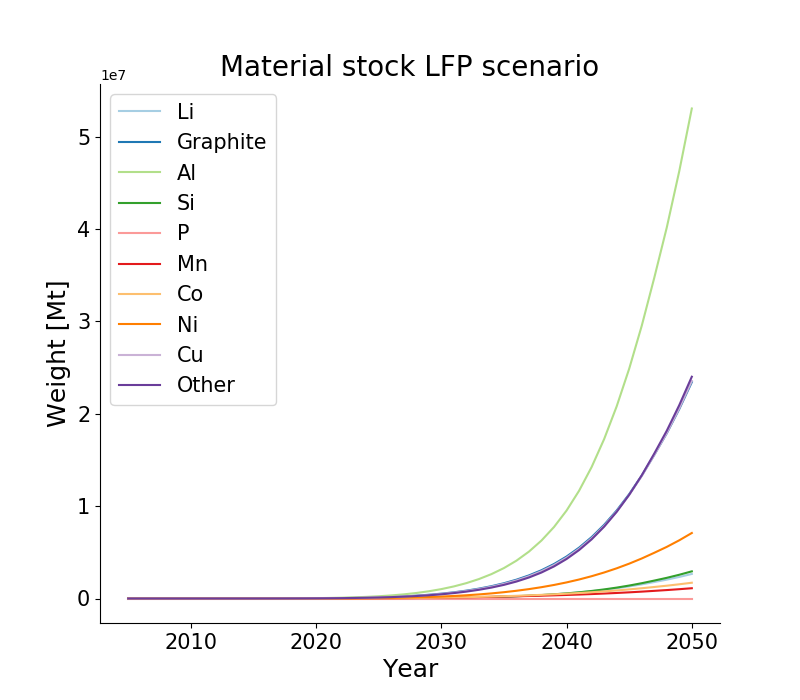 Material stock LFP scenario
1e7
Li
Graphite
Al
Si
P
Mn
Co
Ni
Cu
Other
5
4
3
2
1
0
Weight [Mt]
2010 2020 2030 2040 2050
Year